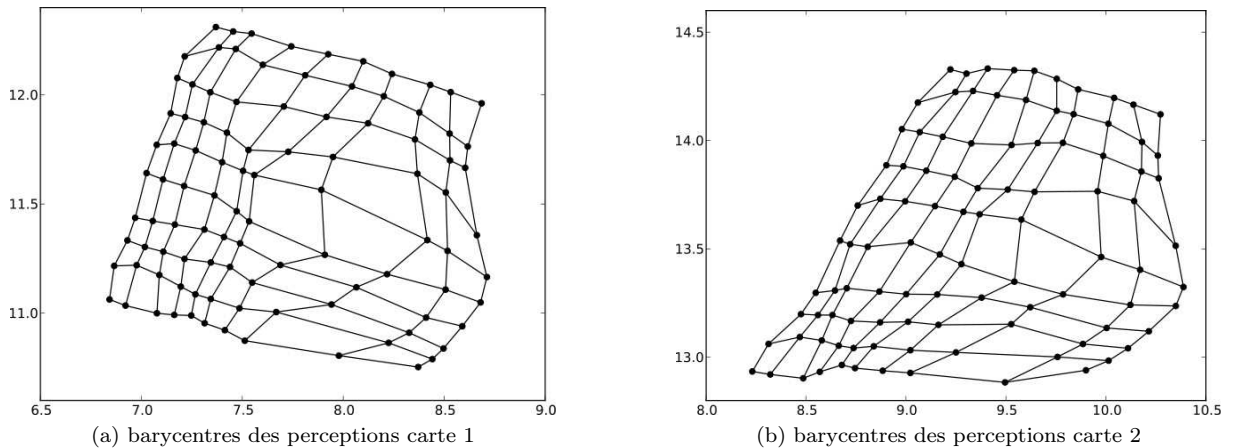 12.0
11.5
11.0
6.5 7.0 7.5 8.0 8.5 9.0
(a) barycentres des perceptions carte 1
14.5
14.0
13.5
13.0
8.0 8.5 9.0 9.5 10.0 10.5
(b) barycentres des perceptions carte 2